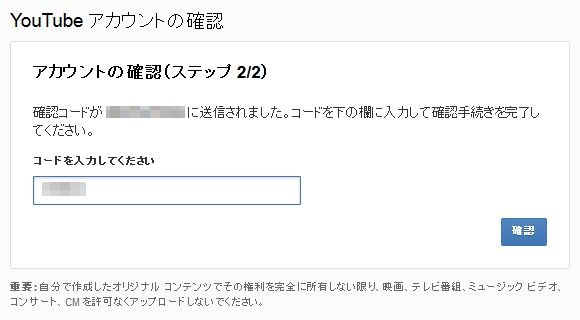 YouTube アカウントの確認
アカウントの確認(ステップ 2/2)
確認コードが に送信されました。コードを下の欄に入力して確認手続きを完了し
てください。
コードを入力してください
確認
重要:自分で作成したオリジナル コンテンツでその権利を完全に所有しない限り、映画、テレビ番組、ミュージック ビデオ、
コンサート、CM を許可なくアップロードしないでください。